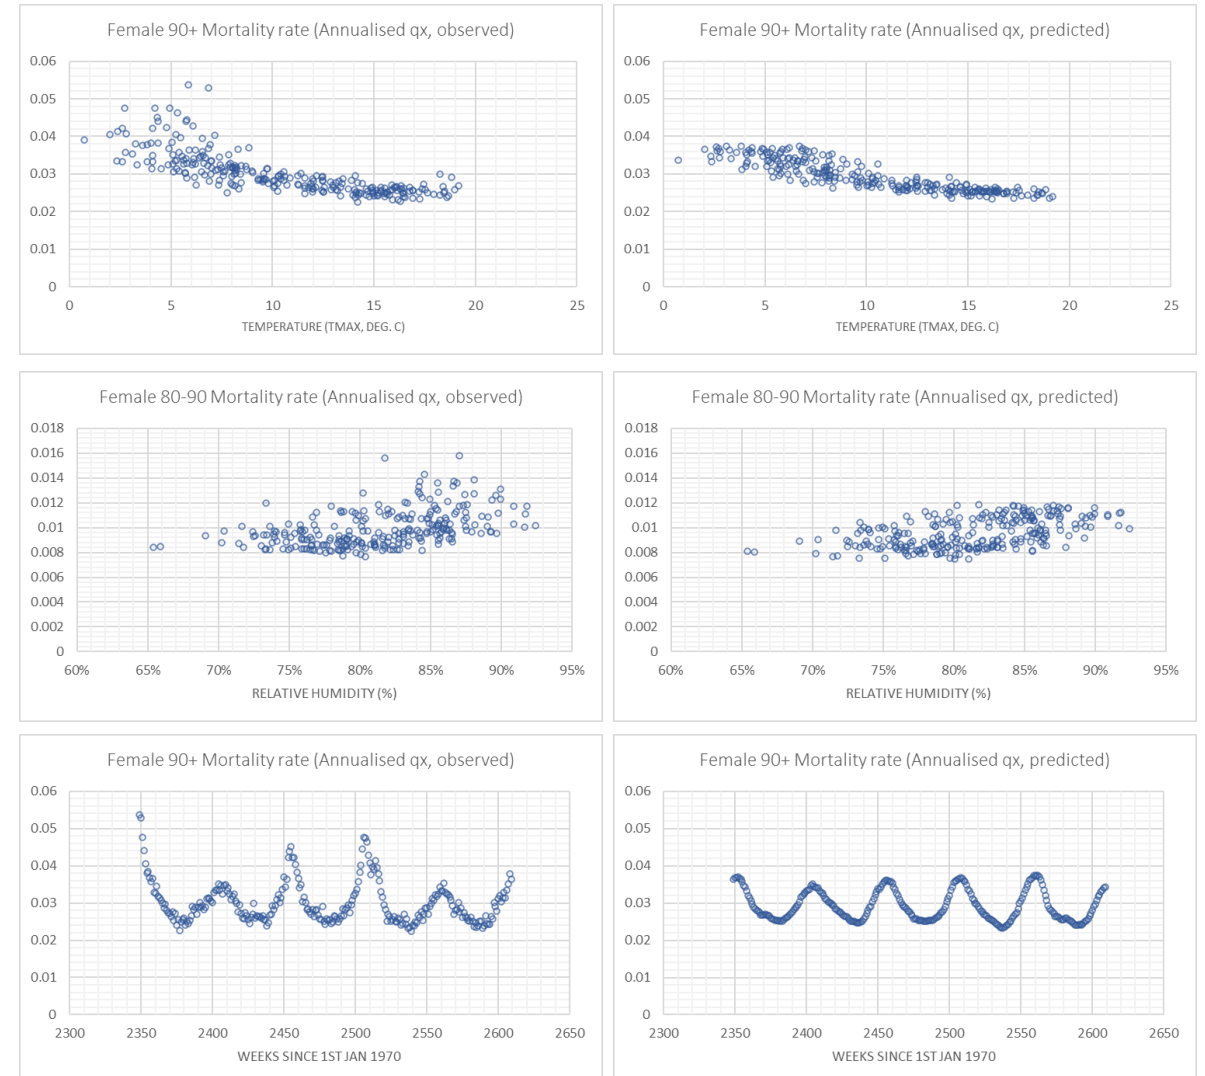 Female 90+ Mortality rate (Annualised qx, observed)
0.06
0.05
0.04
0.03
0.02
0.01
0
0 5 10 15 20 25
TEMPERATURE (TMAX, DEG. C)
Female 90+ Mortality rate (Annualised qx, predicted)
0.06
0.05
0.04
0.03
0.02
0.01
0
0 5 10 15 20 25
TEMPERATURE (TMAX, DEG. C)
Female 80-90 Mortality rate (Annualised qx, observed)
0.018
0.016
0.014
0.012
0.01
0.008
0.006
0.004
0.002
0
60% 65% 70% 75% 80% 85% 90% 95%
RELATIVE HUMIDITY (%)
Female 80-90 Mortality rate (Annualised qx, predicted)
0.018
0.016
0.014
0.012
0.01
0.008
0.006
0.004
0.002
0
60% 65% 70% 75% 80% 85% 90% 95%
RELATIVE HUMIDITY (%)
Female 90+ Mortality rate (Annualised qx, observed)
0.06
0.05
0.04
0.03
0.02
0.01
0
2300 2350 2400 2450 2500 2550 2600 2650
WEEKS SINCE 1ST JAN 1970
Female 90+ Mortality rate (Annualised qx, predicted)
0.06
0.05
0.04
0.03
0.02
0.01
0
2300 2350 2400 2450 2500 2550 2600 2650
WEEKS SINCE 1ST JAN 1970